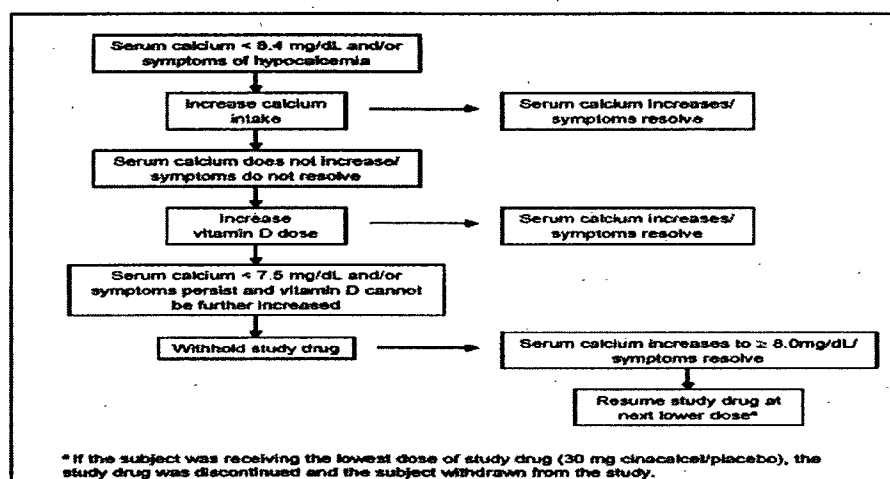 Serum calcium < 8.4 mg/dL and/or
symptoms of hypocalcemia
Increase calcium
intake
Serum calcium increases/
symptoms resolve
Serum calcium does not increase/
symptoms do not resolve
Increase
vitamin D dose
Serum calcium increases/
symptoms resolve
Serum calcium < 7.5 mg/dL and/or
symptoms persist and vitamin D cannot
be further increased
Withhold study drug
Serum calcium increases to ≥ 8.0mg/dL/
symptoms resolve
Resume study drug at
next lower doseª
ª If the subject was receiving the lowest dose of study drug (30 mg cinacalcet/placebo), the
study drug was discontinued and the subject withdrawn from the study.